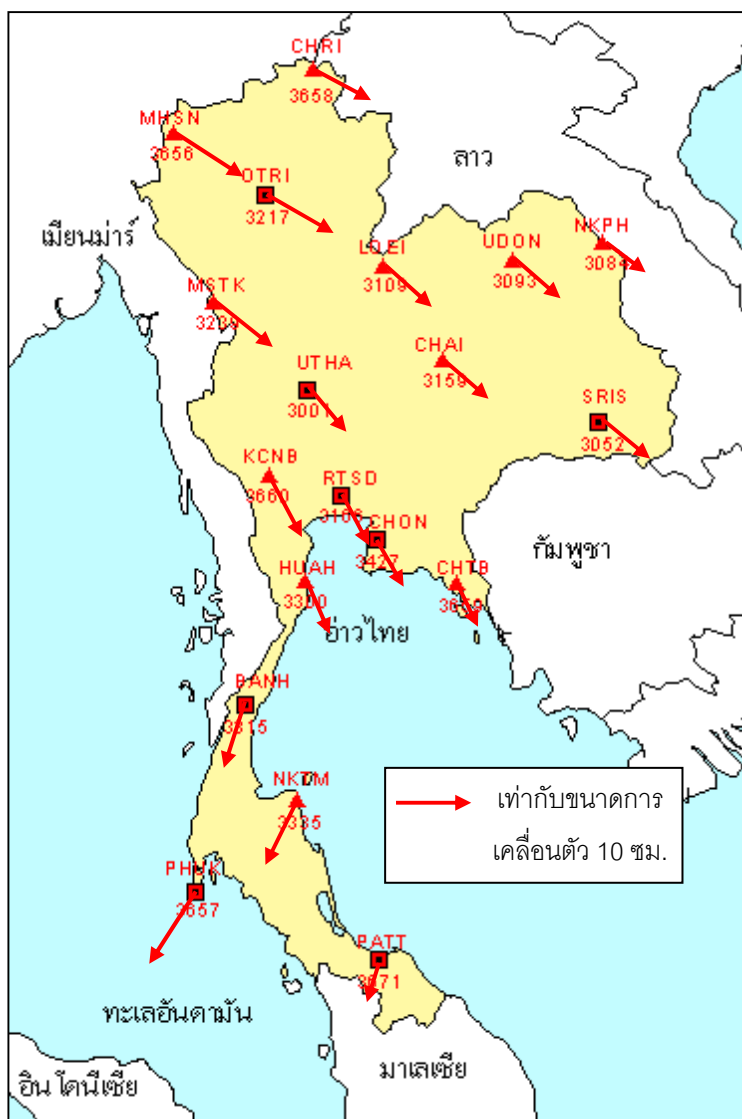 CHRI
3658
MHSN
3656
ลาว
OTRI
3217
เมียนม่าร์
NKPH
3084
UDON
3093
LOEI
3109
MSTK
CHAI
3159
UTHA
3001
SRIS
3052
KCNB
3660
RTSD
CHON
3427
กัมพูชา
HUAH
3300
CHTB
อ่าวไทย
BANH
3315
NKTM
3335
เท่ากับขนาดการ
เคลื่อนตัว 10 ซม.
PHUK
3657
PATT
3671
ทะเลอันดามัน
มาเลเซีย
อินโดนีเซีย